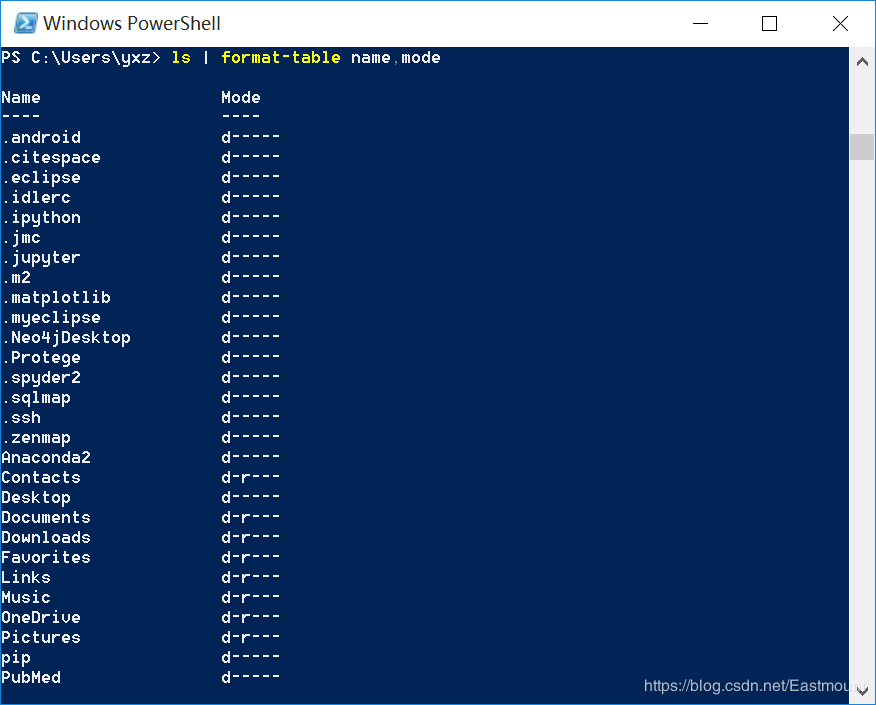 Windows PowerShell
PS C:\Users\yxz> ls | format-table name,mode
Name                  Mode
----                  ----
.android              d-----
.citespace            d-----
.eclipse              d-----
.idlerc               d-----
.ipython              d-----
.jmc                  d-----
.jupyter              d-----
.m2                   d-----
.matplotlib           d-----
.myeclipse            d-----
.Neo4jDesktop         d-----
.Protege              d-----
.spyder2              d-----
.sqlmap               d-----
.ssh                  d-----
.zenmap               d-----
Anaconda2             d-----
Contacts              d-r---
Desktop               d-----
Documents             d-r---
Downloads             d-r---
Favorites             d-r---
Links                 d-r---
Music                 d-r---
OneDrive              d-r---
Pictures              d-r---
pip                   d-----
PubMed                d-----
https://blog.csdn.net/Eastmount